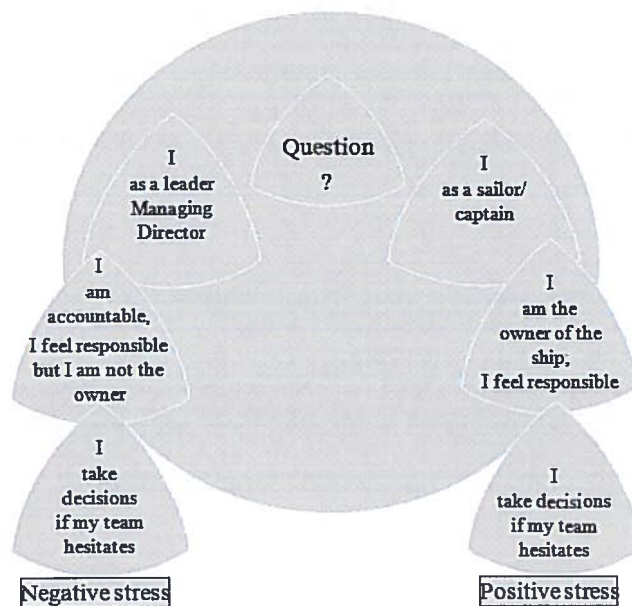 Question
?
I
as a leader
Managing
Director
I
as a sailor/
captain
I
am
accountable,
I feel responsible
but I am not the
owner
I
am the
owner of the
ship;
I feel responsible
I
take
decisions
if my team
hesitates
I
take decisions
if my team
hesitates
Negative stress
Positive stress